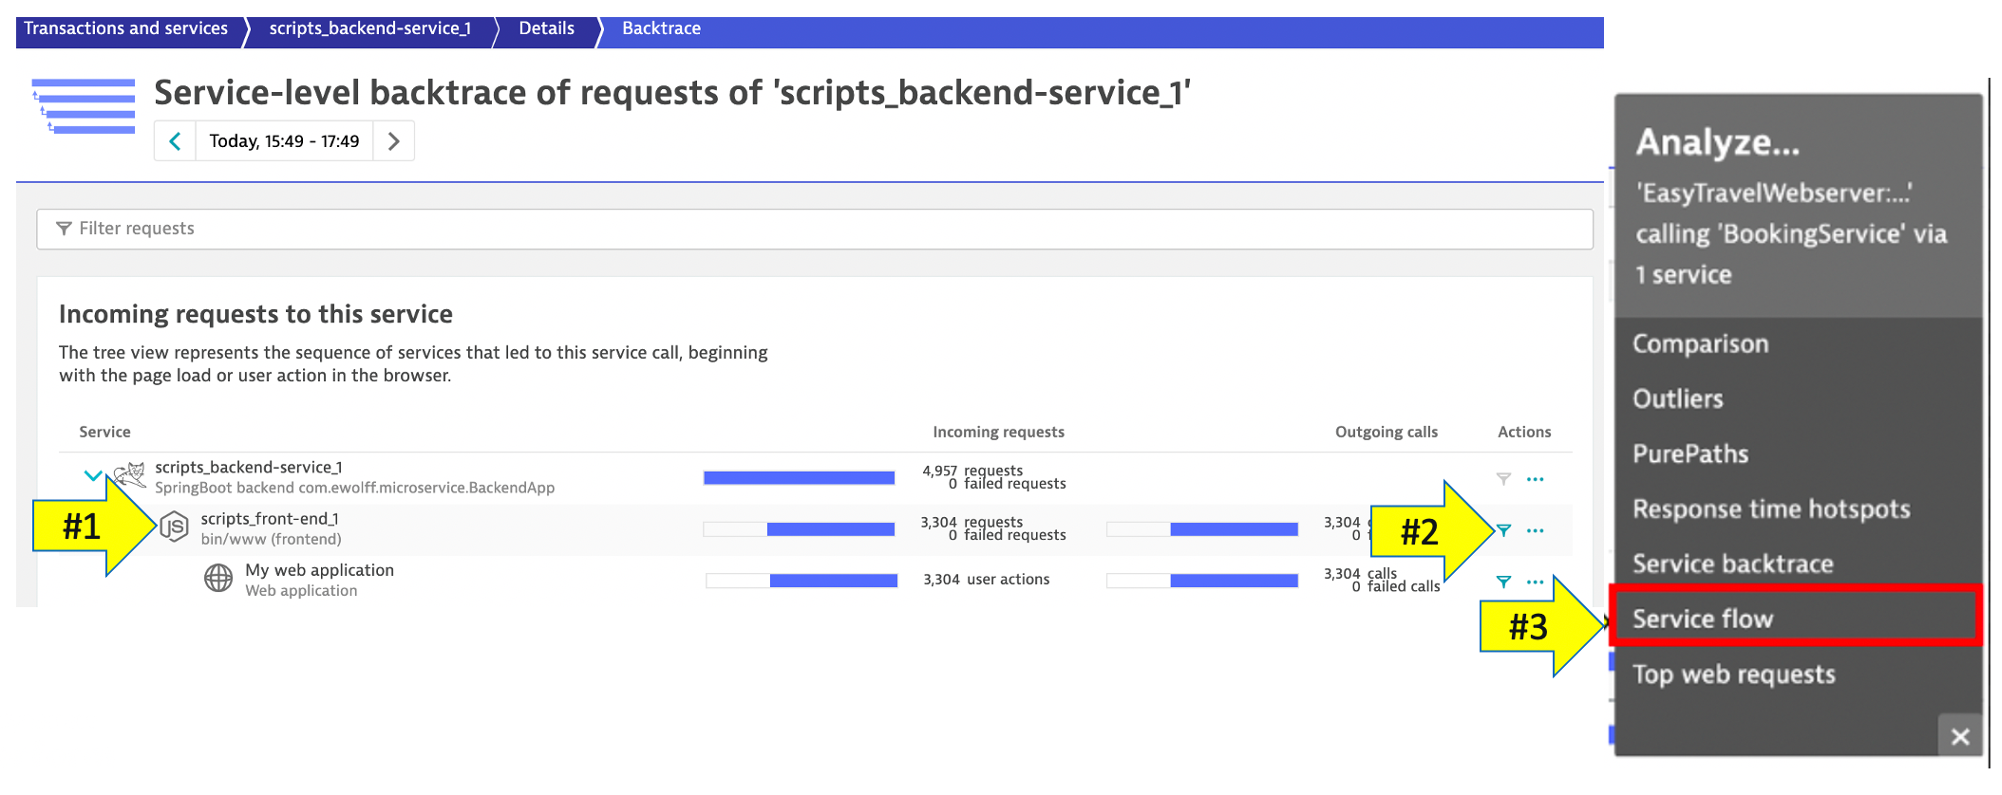 Transactions and services scripts_backend-service_1 Details Backtrace
Service-level backtrace of requests of 'scripts_backend-service_1'
Today, 15:49 - 17:49
Filter requests
Incoming requests to this service
The tree view represents the sequence of services that led to this service call, beginning
with the page load or user action in the browser.
Service Incoming requests Outgoing calls Actions
scripts_backend-service_1
SpringBoot backend com.ewolff.microservice.BackendApp
4,957 requests
0 failed requests
#1
JS
scripts_front-end_1
bin/www (frontend)
3,304 requests
0 failed requests
3,304
0
#2
My web application
Web application
3,304 user actions
3,304 calls
0 failed calls
#3
Analyze...
'EasyTravelWebserver:...'
calling 'BookingService' via
1 service
Comparison
Outliers
PurePaths
Response time hotspots
Service backtrace
Service flow
Top web requests